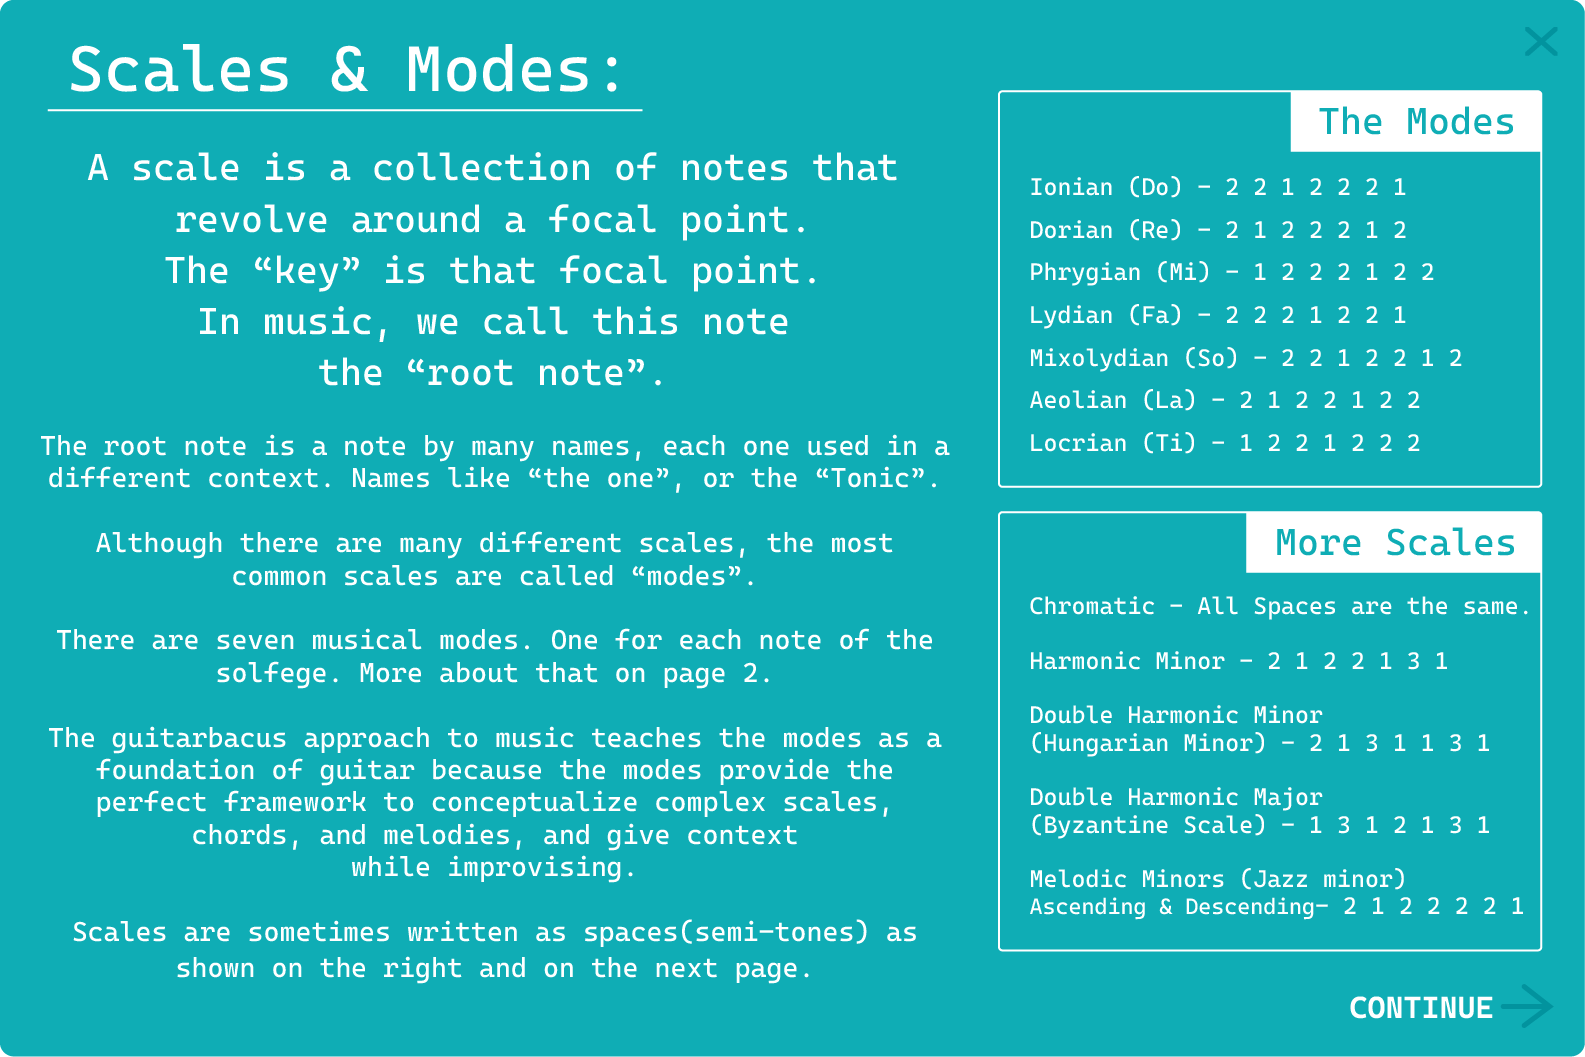 Scales & Modes:
A scale is a collection of notes that
revolve around a focal point.
The “key” is that focal point.
In music, we call this note
the “root note”.
The root note is a note by many names, each one used in a
different context. Names like “the one”, or the “Tonic”.
Although there are many different scales, the most
common scales are called “modes”.
There are seven musical modes. One for each note of the
solfege. More about that on page 2.
The guitarbacus approach to music teaches the modes as a
foundation of guitar because the modes provide the
perfect framework to conceptualize complex scales,
chords, and melodies, and give context
while improvising.
Scales are sometimes written as spaces(semi-tones) as
shown on the right and on the next page.
The Modes
Ionian (Do) - 2 2 1 2 2 2 1
Dorian (Re) - 2 1 2 2 2 1 2
Phrygian (Mi) - 1 2 2 2 1 2 2
Lydian (Fa) - 2 2 2 1 2 2 1
Mixolydian (So) - 2 2 1 2 2 1 2
Aeolian (La) - 2 1 2 2 1 2 2
Locrian (Ti) - 1 2 2 1 2 2 2
More Scales
Chromatic - All Spaces are the same.
Harmonic Minor - 2 1 2 2 1 3 1
Double Harmonic Minor
(Hungarian Minor) - 2 1 3 1 1 3 1
Double Harmonic Major
(Byzantine Scale) - 1 3 1 2 1 3 1
Melodic Minors (Jazz minor)
Ascending & Descending- 2 1 2 2 2 2 1
CONTINUE